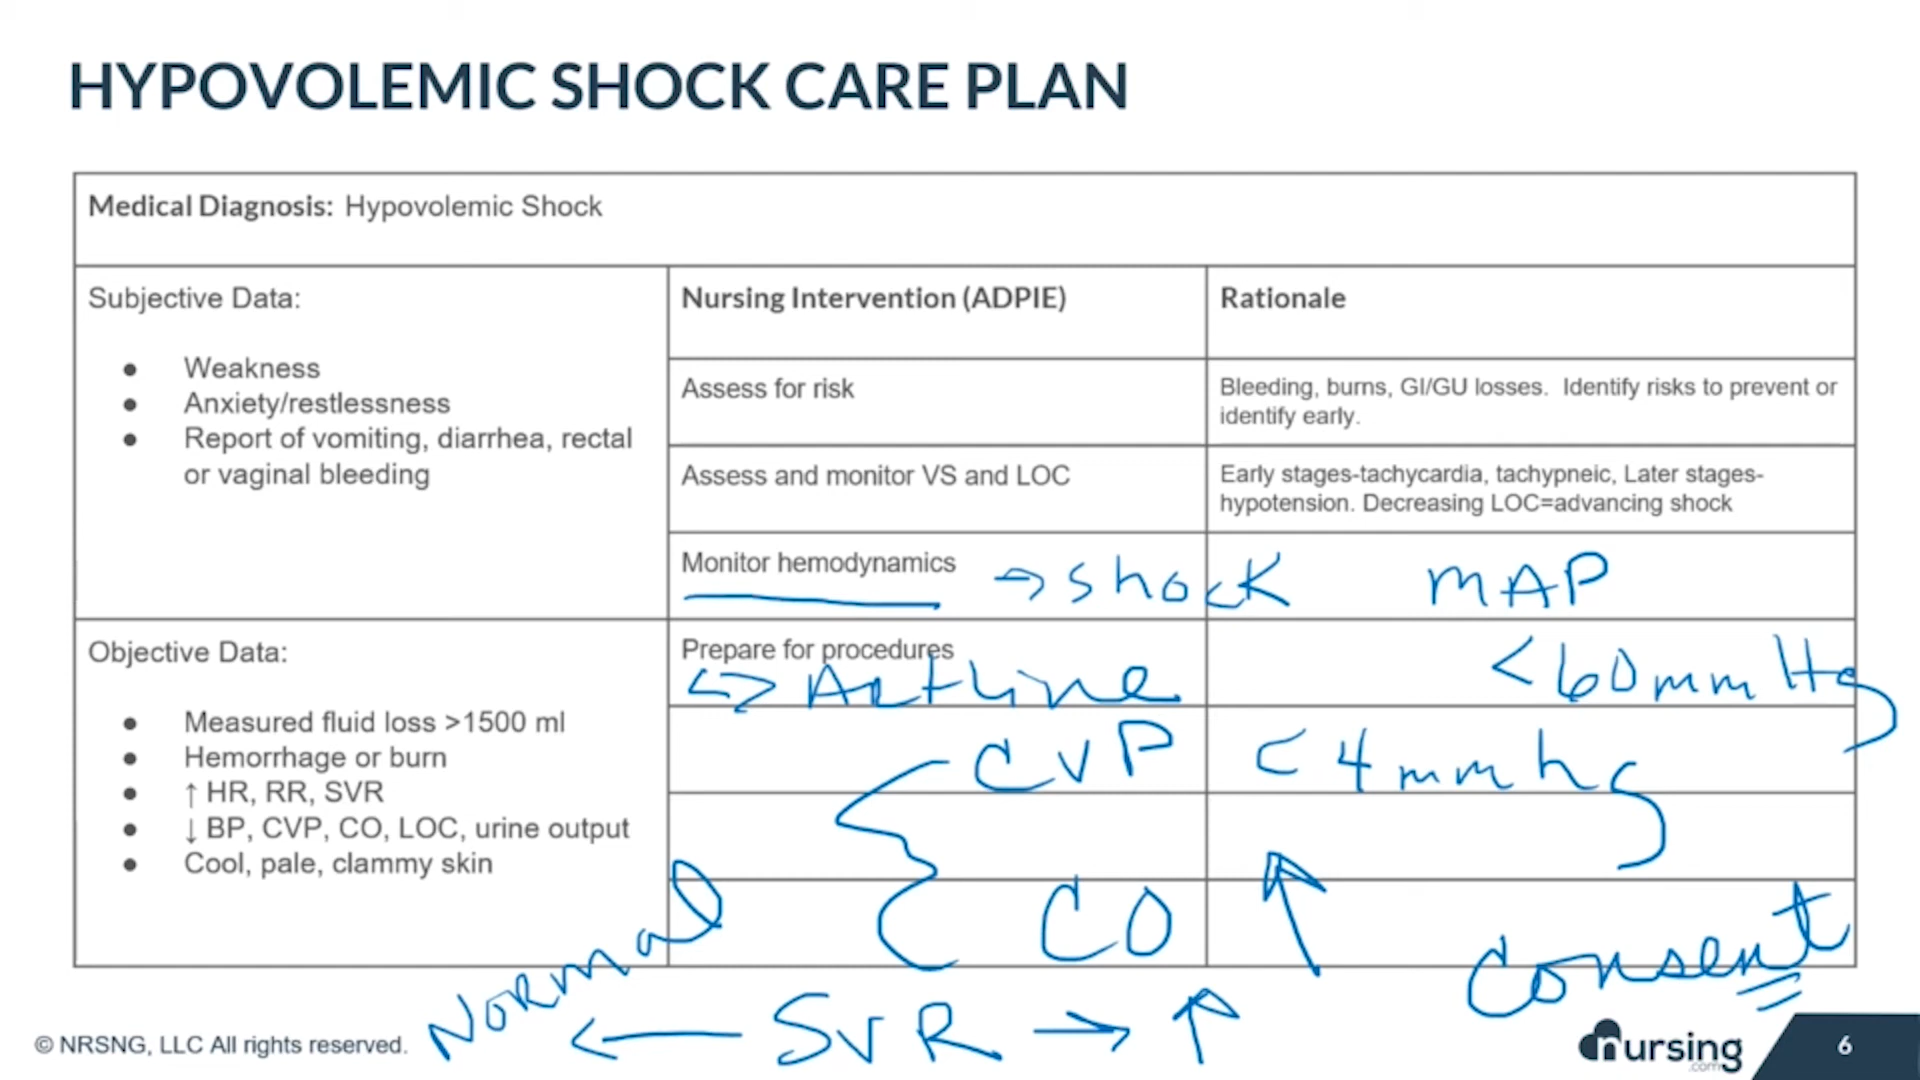 HYPOVOLEMIC SHOCK CARE PLAN
Medical Diagnosis: Hypovolemic Shock
Subjective Data:
● Weakness
● Anxiety/restlessness
● Report of vomiting, diarrhea, rectal
or vaginal bleeding
Nursing Intervention (ADPIE)
Rationale
Assess for risk
Bleeding, burns, GI/GU losses. Identify risks to prevent or
identify early.
Assess and monitor VS and LOC
Early stages-tachycardia, tachypneic, Later stages-
hypotension. Decreasing LOC=advancing shock
Monitor hemodynamics → shock MAP
Objective Data:
● Measured fluid loss >1500 ml
● Hemorrhage or burn
● ↑ HR, RR, SVR
● ↓ BP, CVP, CO, LOC, urine output
● Cool, pale, clammy skin
Prepare for procedures
<60mmHg
<-> Art line
CVP <4mmhg
CO ↑
Consent
Normal ← SVR → ↑
© NRSNG, LLC All rights reserved.
nursing
.com
6